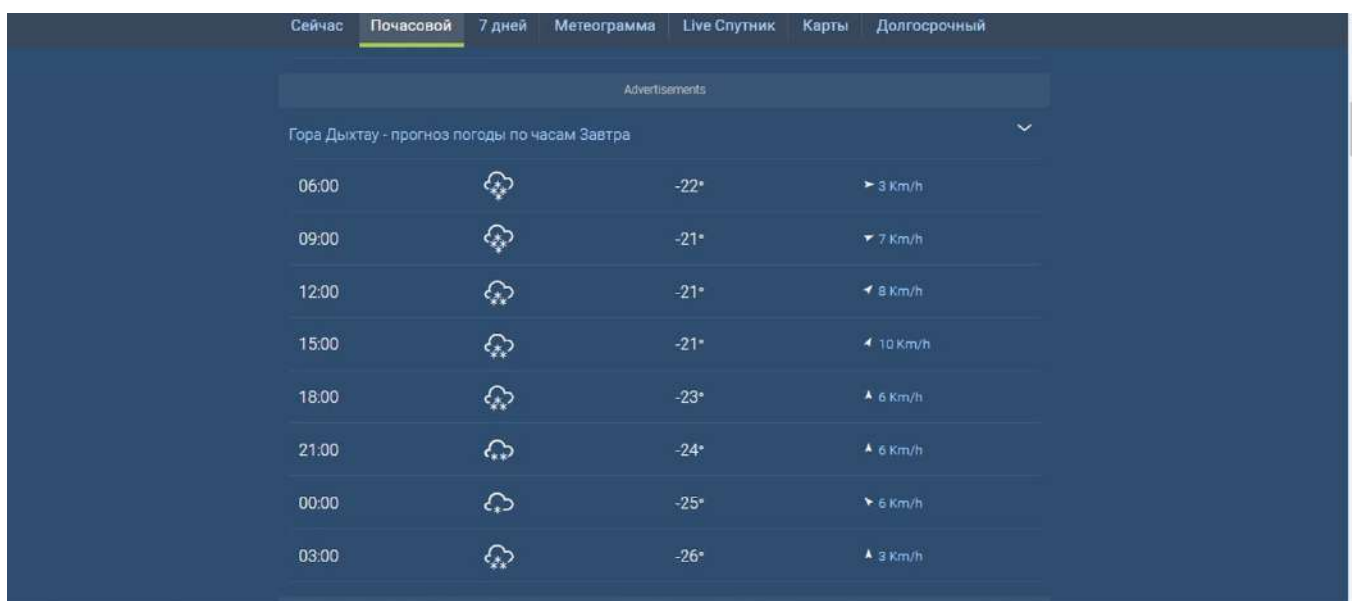 Сейчас Почасовой 7 дней Метеограмма Live Спутник Карты Долгосрочный
Advertisements
Гора Дыхтау - прогноз погоды по часам Завтра
06:00 -22° 3 Km/h
09:00 -21° 7 Km/h
12:00 -21° 8 Km/h
15:00 -21° 10 Km/h
18:00 -23° 6 Km/h
21:00 -24° 6 Km/h
00:00 -25° 6 Km/h
03:00 -26° 3 Km/h